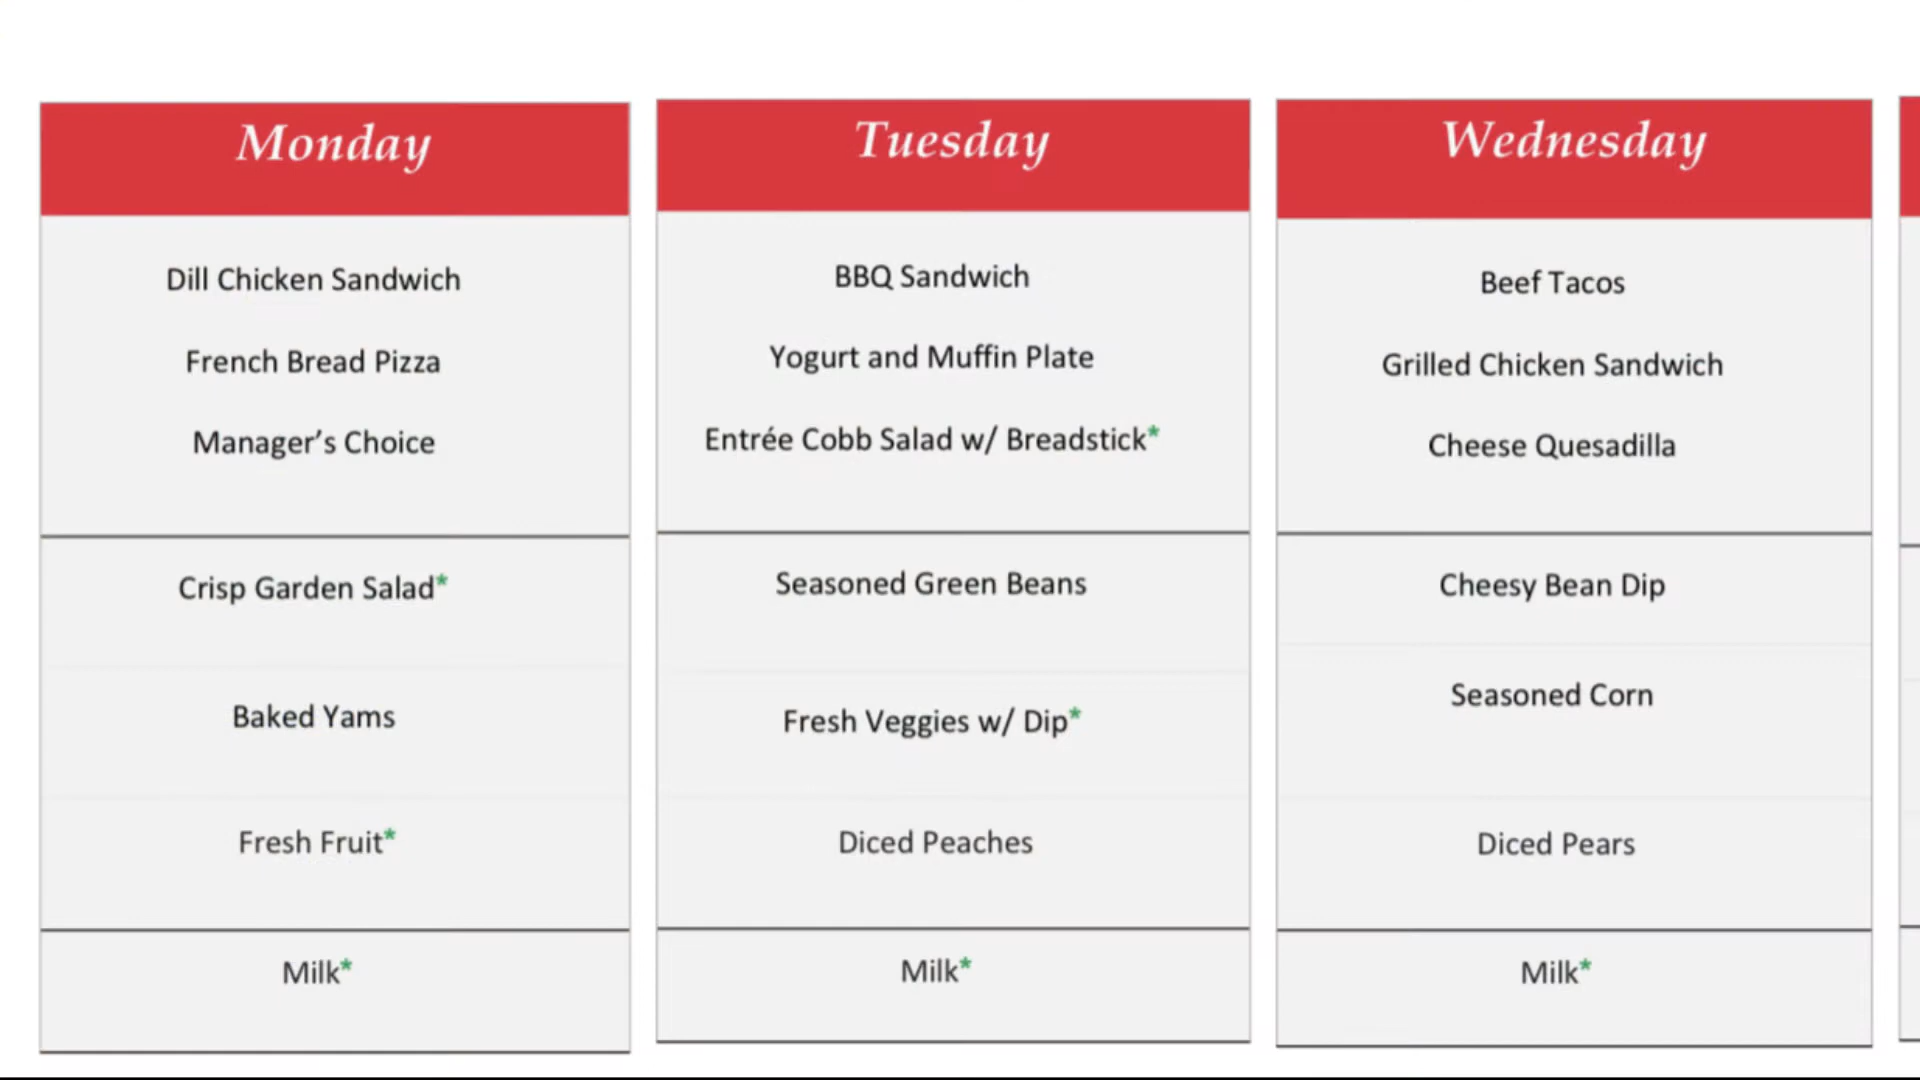 Monday
Dill Chicken Sandwich
French Bread Pizza
Manager’s Choice
Crisp Garden Salad*
Baked Yams
Fresh Fruit*
Milk*
Tuesday
BBQ Sandwich
Yogurt and Muffin Plate
Entrée Cobb Salad w/ Breadstick*
Seasoned Green Beans
Fresh Veggies w/ Dip*
Diced Peaches
Milk*
Wednesday
Beef Tacos
Grilled Chicken Sandwich
Cheese Quesadilla
Cheesy Bean Dip
Seasoned Corn
Diced Pears
Milk*